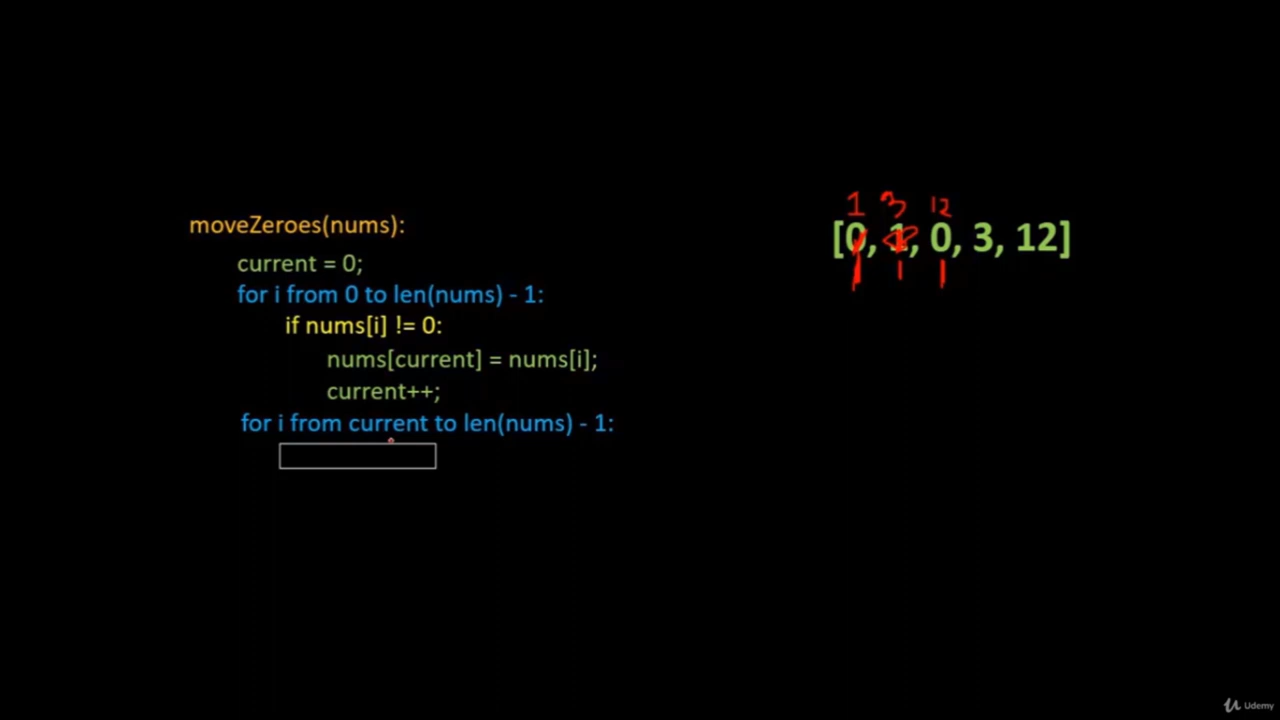 moveZeroes(nums):
current = 0;
for i from 0 to len(nums) - 1:
if nums[i] != 0:
nums[current] = nums[i];
current++;
for i from current to len(nums) - 1:
1 3 12
[0, 1, 0, 3, 12]
Udemy